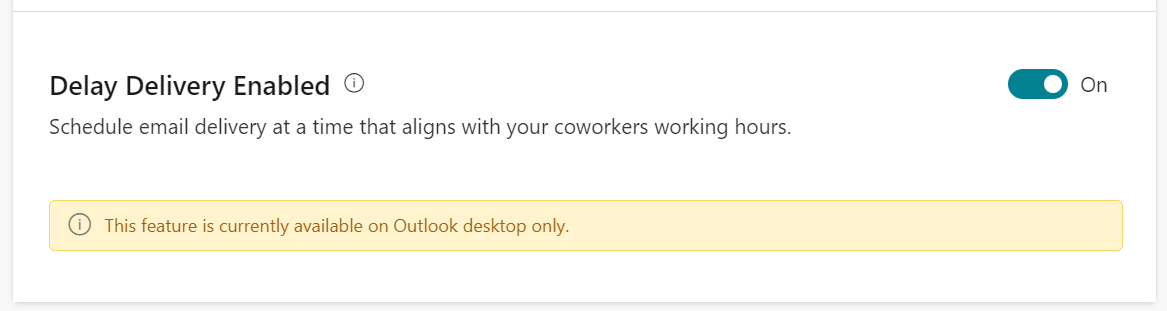 Delay Delivery Enabled
On
Schedule email delivery at a time that aligns with your coworkers working hours.
This feature is currently available on Outlook desktop only.